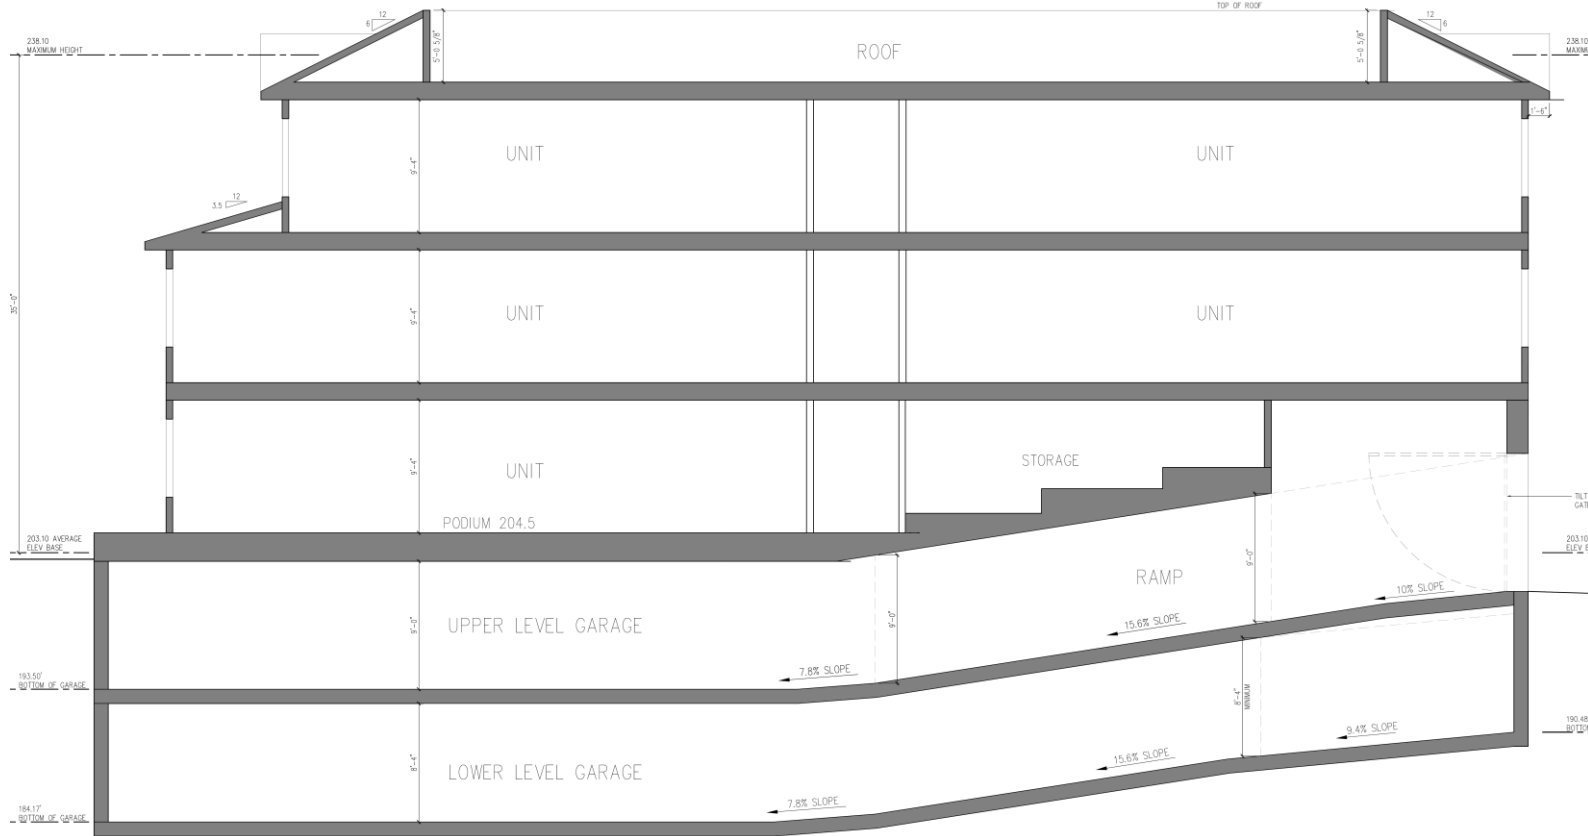 TOP OF ROOF
12
6
5'-0 5/8"
ROOF
5'-0 5/8"
12
6
238.10
MAXIMUM HEIGHT
238.10
1'-6"
UNIT
9'-4"
UNIT
12
3.5
35'-0"
UNIT
9'-4"
UNIT
UNIT
9'-4"
STORAGE
PODIUM 204.5
TILT
203.10 AVERAGE
ELEV BASE
203.10
ELEV
9'-0"
RAMP
10% SLOPE
UPPER LEVEL GARAGE
9'-0"
9'-0"
15.6% SLOPE
7.8% SLOPE
193.50'
BOTTOM OF GARAGE
8'-4"
MINIMUM
190.48
9.4% SLOPE
15.6% SLOPE
LOWER LEVEL GARAGE
8'-4"
7.8% SLOPE
184.17'
BOTTOM OF GARAGE